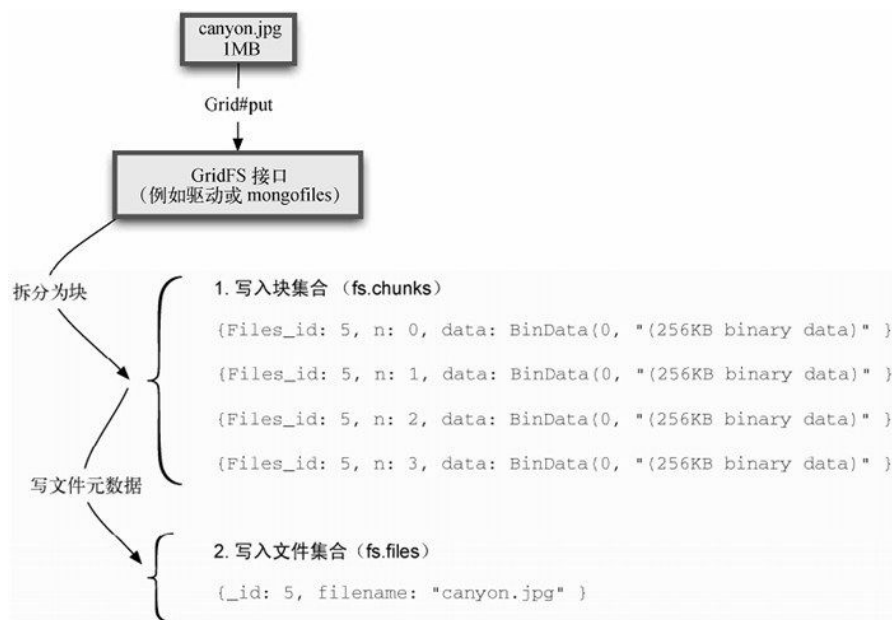 canyon.jpg
1MB
Grid#put
GridFS 接口
（例如驱动或 mongofiles）
拆分为块
1. 写入块集合 （fs.chunks）
{Files_id: 5, n: 0, data: BinData(0, "(256KB binary data)" }
{Files_id: 5, n: 1, data: BinData(0, "(256KB binary data)" }
{Files_id: 5, n: 2, data: BinData(0, "(256KB binary data)" }
{Files_id: 5, n: 3, data: BinData(0, "(256KB binary data)" }
写文件元数据
2. 写入文件集合（fs.files）
{_id: 5, filename: "canyon.jpg" }